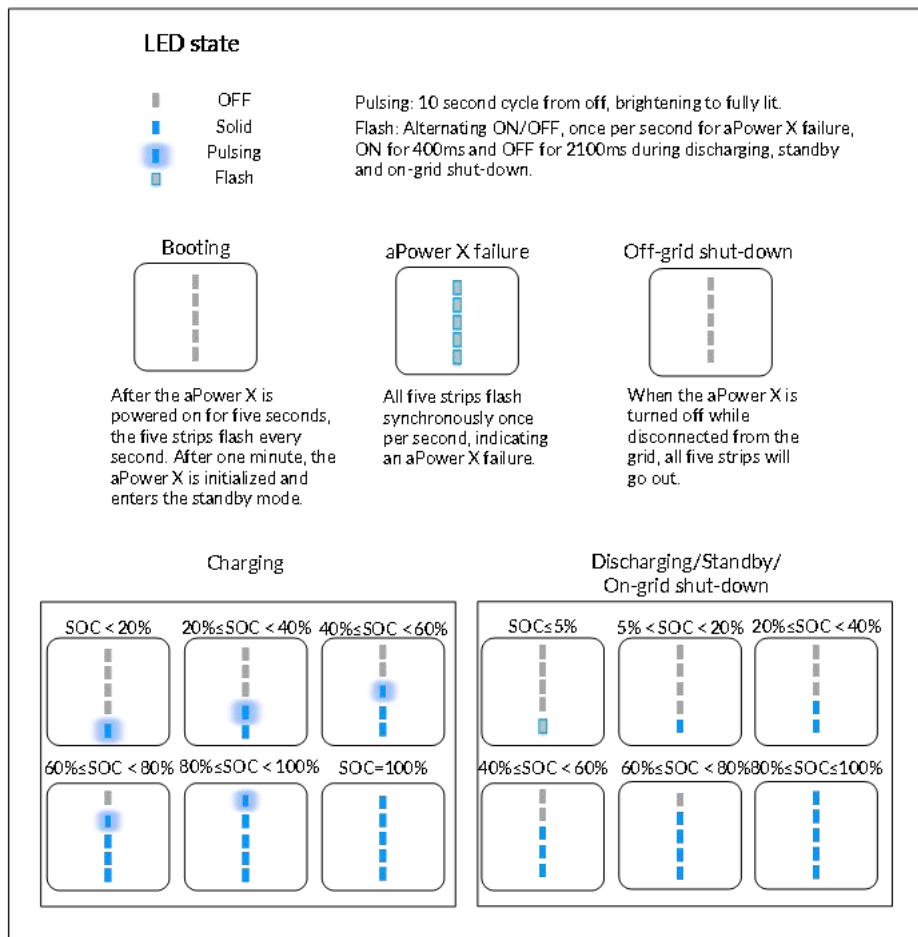 LED state
OFF
Solid
Pulsing
Flash
Pulsing: 10 second cycle from off, brightening to fully lit.
Flash: Alternating ON/OFF, once per second for aPower X failure,
ON for 400ms and OFF for 2100ms during discharging, standby
and on-grid shut-down.
Booting
After the aPower X is
powered on for five seconds,
the five strips flash every
second. After one minute, the
aPower X is initialized and
enters the standby mode.
aPower X failure
All five strips flash
synchronously once
per second, indicating
an aPower X failure.
Off-grid shut-down
When the aPower X is
turned off while
disconnected from the
grid, all five strips will
go out.
Charging
SOC < 20%
20%≤SOC < 40%
40%≤SOC < 60%
60%≤SOC < 80%
80%≤SOC < 100%
SOC=100%
Discharging/Standby/
On-grid shut-down
SOC≤5%
5% < SOC < 20%
20%≤SOC < 40%
40%≤SOC < 60%
60%≤SOC < 80%
80%≤SOC≤100%